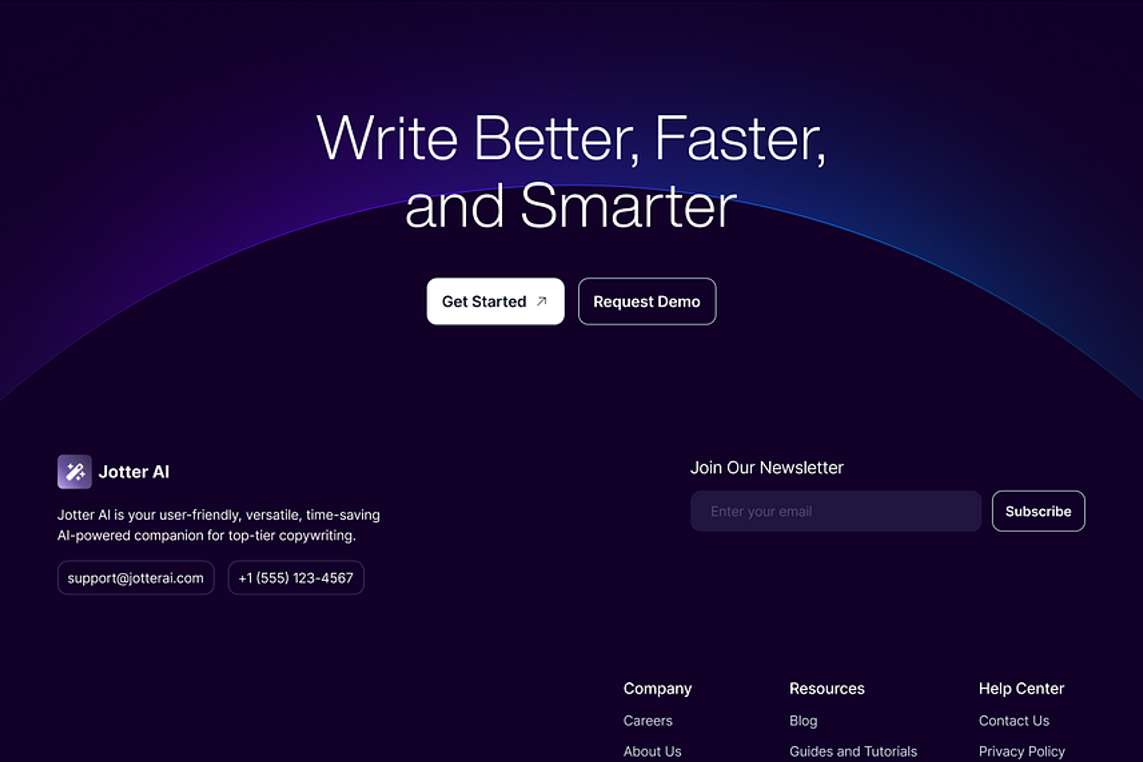 Write Better, Faster,
and Smarter
Get Started
Request Demo
Jotter AI
Jotter AI is your user-friendly, versatile, time-saving
AI-powered companion for top-tier copywriting.
support@jotterai.com
+1 (555) 123-4567
Join Our Newsletter
Enter your email
Subscribe
Company
Careers
About Us
Resources
Blog
Guides and Tutorials
Help Center
Contact Us
Privacy Policy